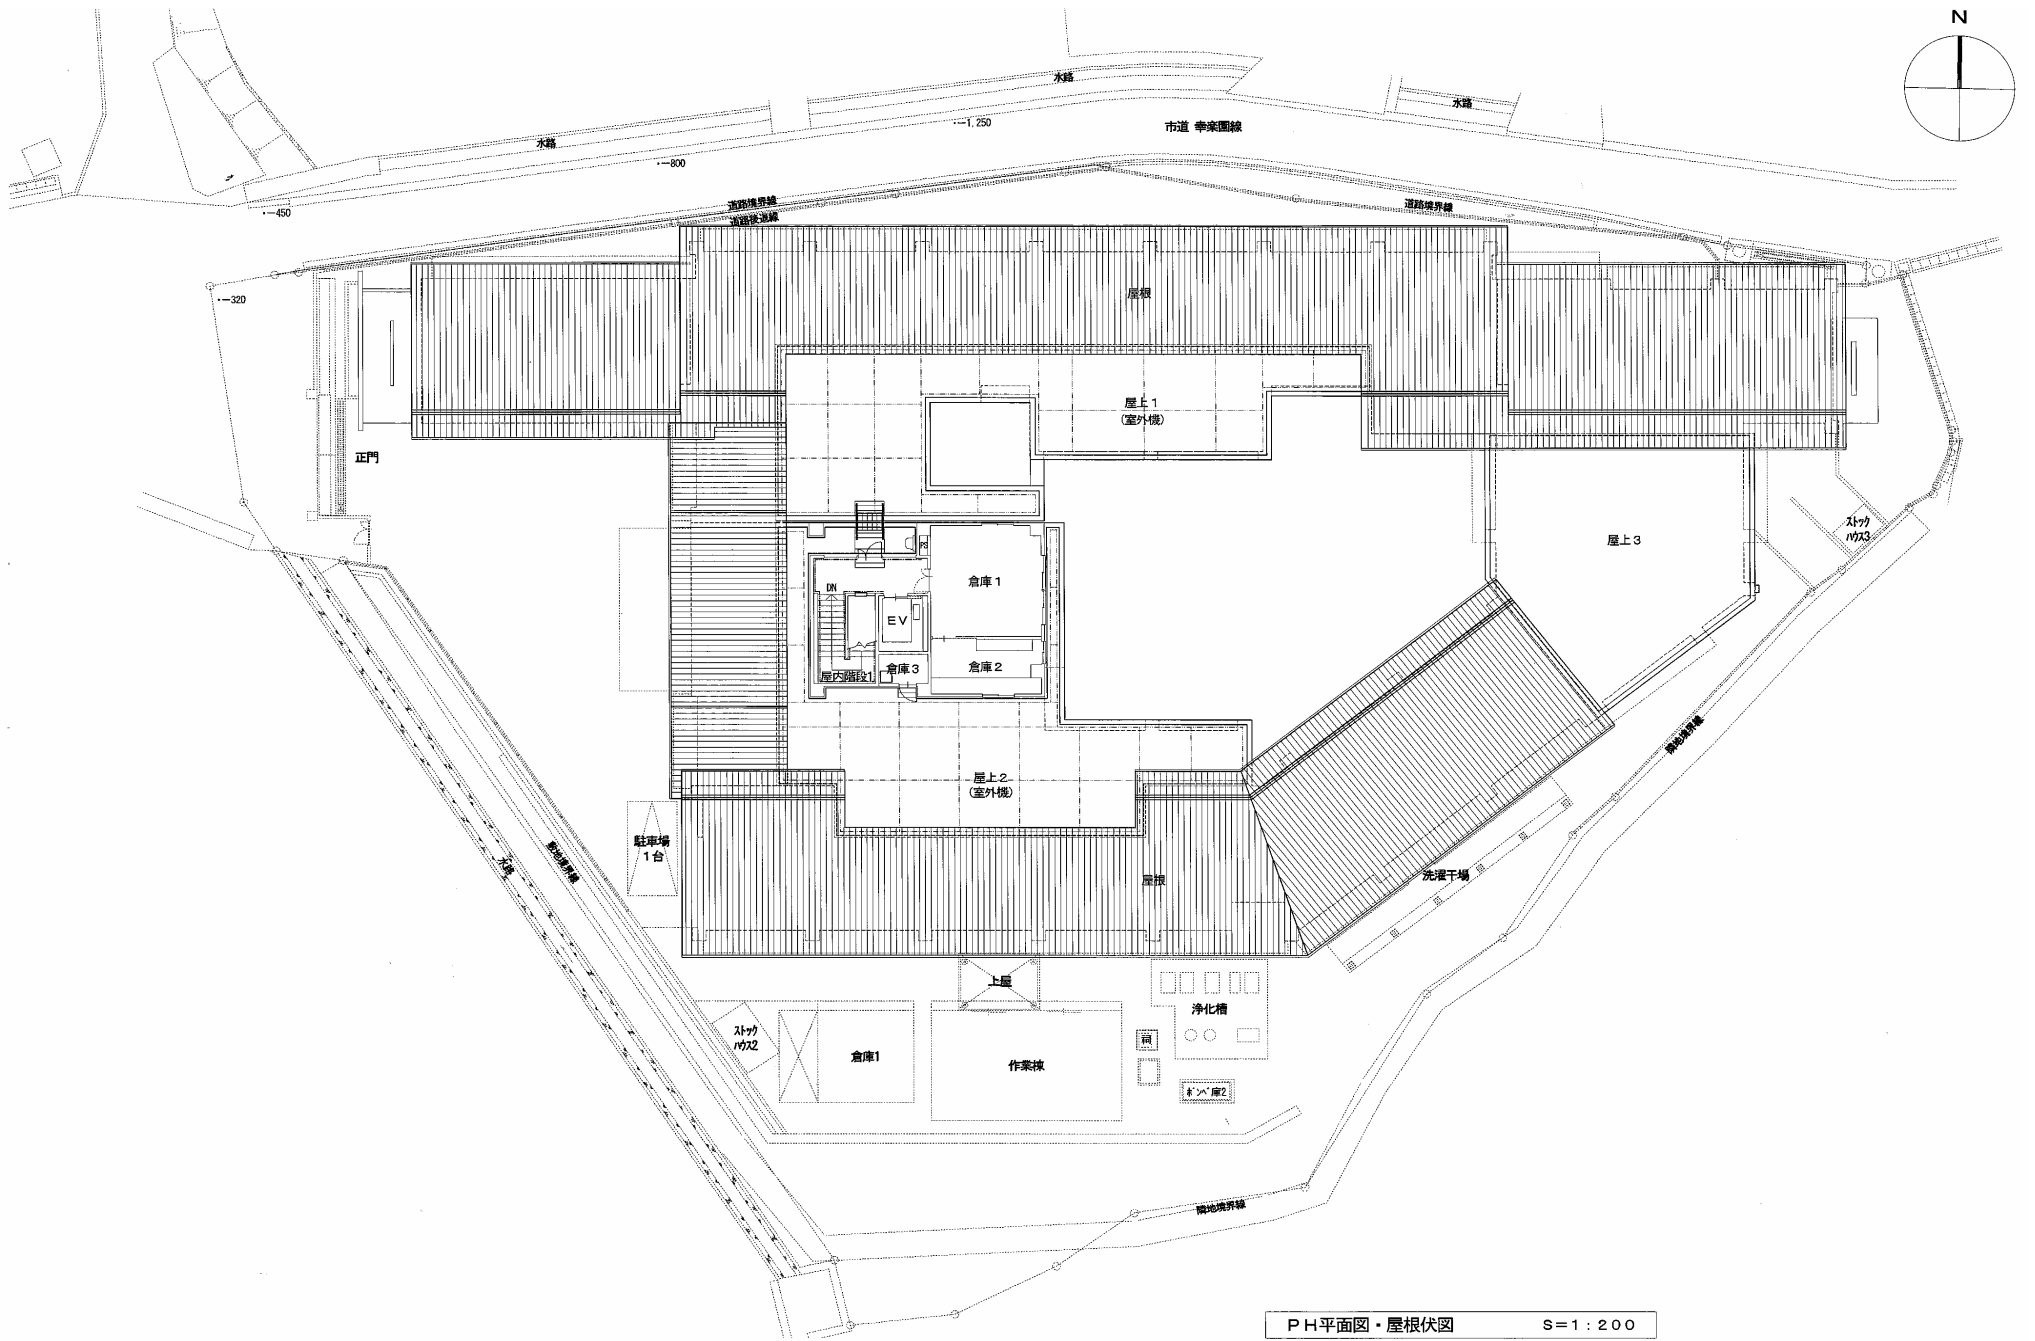 N
水路
水路
水路
・−1,250
市道 幸楽園線
・−800
道路境界線
道路後退線
道路境界線
・−450
・−320
屋根
屋上1
(室外機)
正門
ストック
ハウス3
屋上3
PS
倉庫1
DN
EV
倉庫3
倉庫2
屋内階段1
隣地境界線
屋上2
(室外機)
駐車場
1台
水路
敷地境界線
屋根
洗濯干場
上屋
浄化槽
ストック
ハウス2
倉庫1
作業棟
祠
ボンベ庫2
隣地境界線
PH平面図・屋根伏図 S=1:200